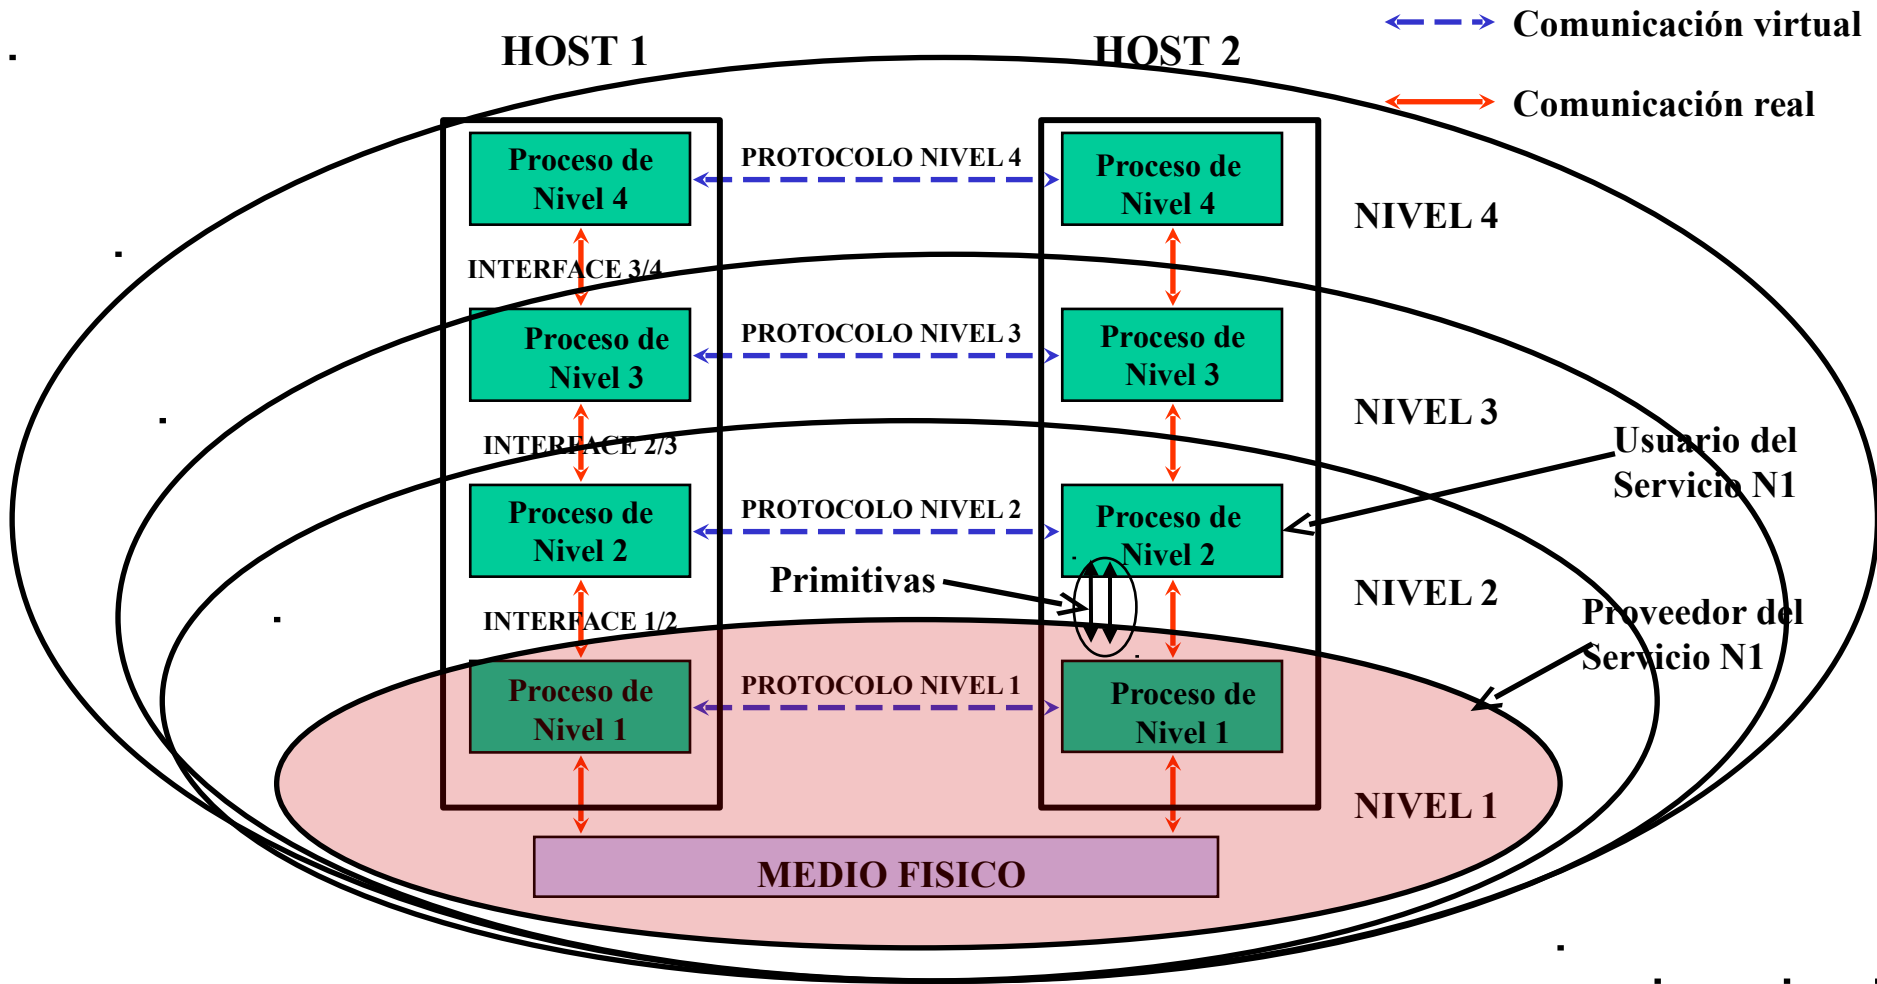 Comunicación virtual
HOST 1
HOST 2
Comunicación real
Proceso de
Nivel 4
PROTOCOLO NIVEL 4
Proceso de
Nivel 4
NIVEL 4
INTERFACE 3/4
Proceso de
Nivel 3
PROTOCOLO NIVEL 3
Proceso de
Nivel 3
NIVEL 3
INTERFACE 2/3
Usuario del
Servicio N1
Proceso de
Nivel 2
PROTOCOLO NIVEL 2
Proceso de
Nivel 2
Primitivas
NIVEL 2
INTERFACE 1/2
Proveedor del
Servicio N1
Proceso de
Nivel 1
PROTOCOLO NIVEL 1
Proceso de
Nivel 1
NIVEL 1
MEDIO FISICO